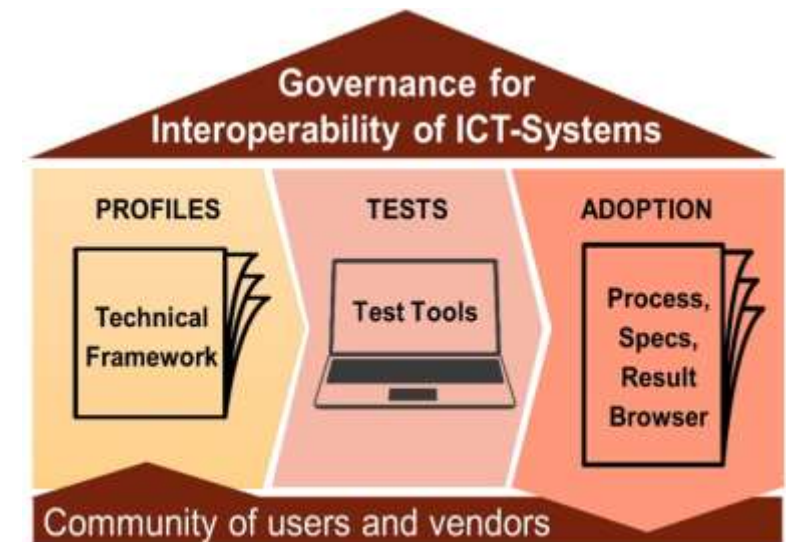 Governance for
Interoperability of ICT-Systems
PROFILES
Technical
Framework
TESTS
Test Tools
ADOPTION
Process,
Specs,
Result
Browser
Community of users and vendors